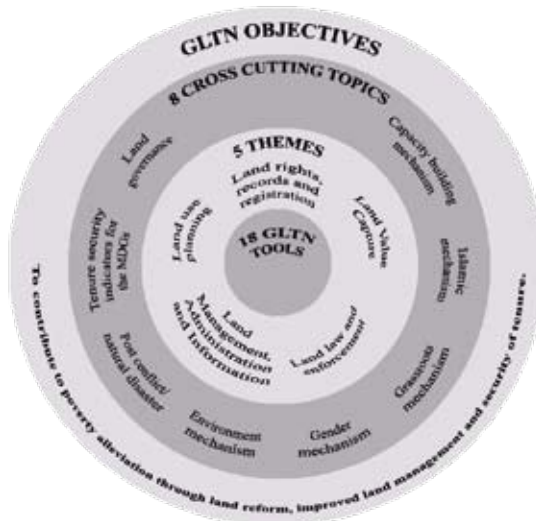 GLTN OBJECTIVES
8 CROSS CUTTING TOPICS
Capacity building
mechanism
Islamic
mechanism
Grassroots
mechanism
Gender
mechanism
Environment
mechanism
Post conflict/
natural disaster
Tenure security
indicators for
the MDGs
Land
governance
5 THEMES
Land rights,
records and
registration
Land Value
Capture
Land law and
enforcement
Land
Management,
Administration
and Information
Land use
planning
18 GLTN
TOOLS
To contribute to poverty alleviation through land reform, improved land management and security of tenure.